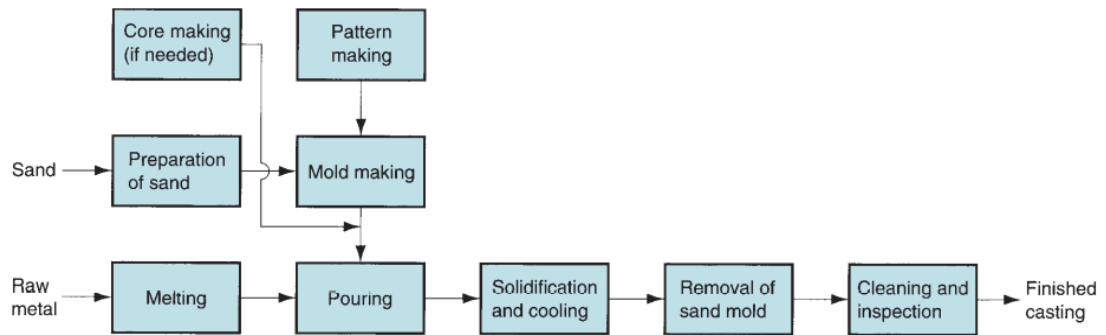 Core making
(if needed)
Pattern
making
Sand
Preparation
of sand
Mold making
Raw
metal
Melting
Pouring
Solidification
and cooling
Removal of
sand mold
Cleaning and
inspection
Finished
casting